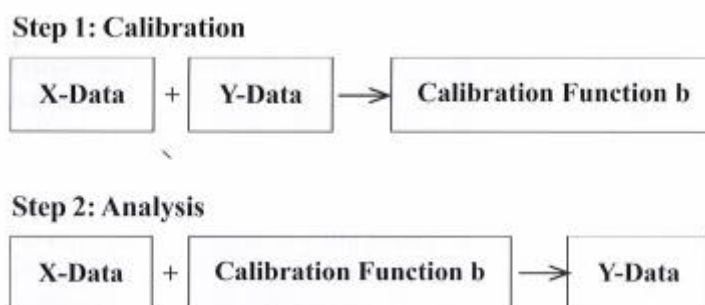 Step 1: Calibration
X-Data + Y-Data → Calibration Function b
Step 2: Analysis
X-Data + Calibration Function b → Y-Data